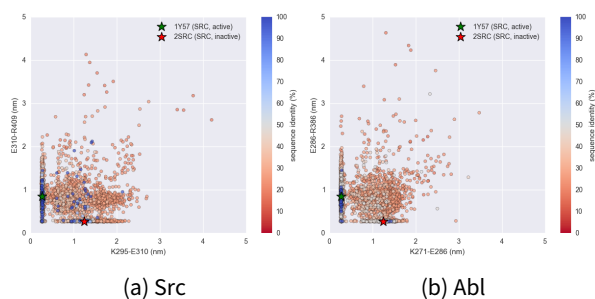 1Y57 (SRC, active)
2SRC (SRC, inactive)
5
4
3
2
1
0
E310-R409 (nm)
0 1 2 3 4 5
K295-E310 (nm)
100
90
80
70
60
50
40
30
20
10
0
sequence identity (%)
(a) Src
1Y57 (SRC, active)
2SRC (SRC, inactive)
5
4
3
2
1
0
E286-R386 (nm)
0 1 2 3 4 5
K271-E286 (nm)
100
90
80
70
60
50
40
30
20
10
0
sequence identity (%)
(b) Abl